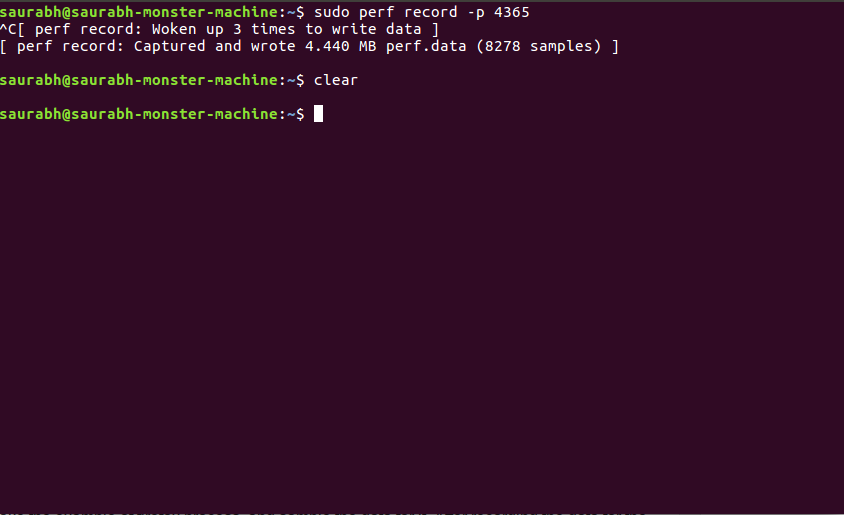 saurabh@saurabh-monster-machine:~$ sudo perf record -p 4365
^C[ perf record: Woken up 3 times to write data ]
[ perf record: Captured and wrote 4.440 MB perf.data (8278 samples) ]
saurabh@saurabh-monster-machine:~$ clear
saurabh@saurabh-monster-machine:~$